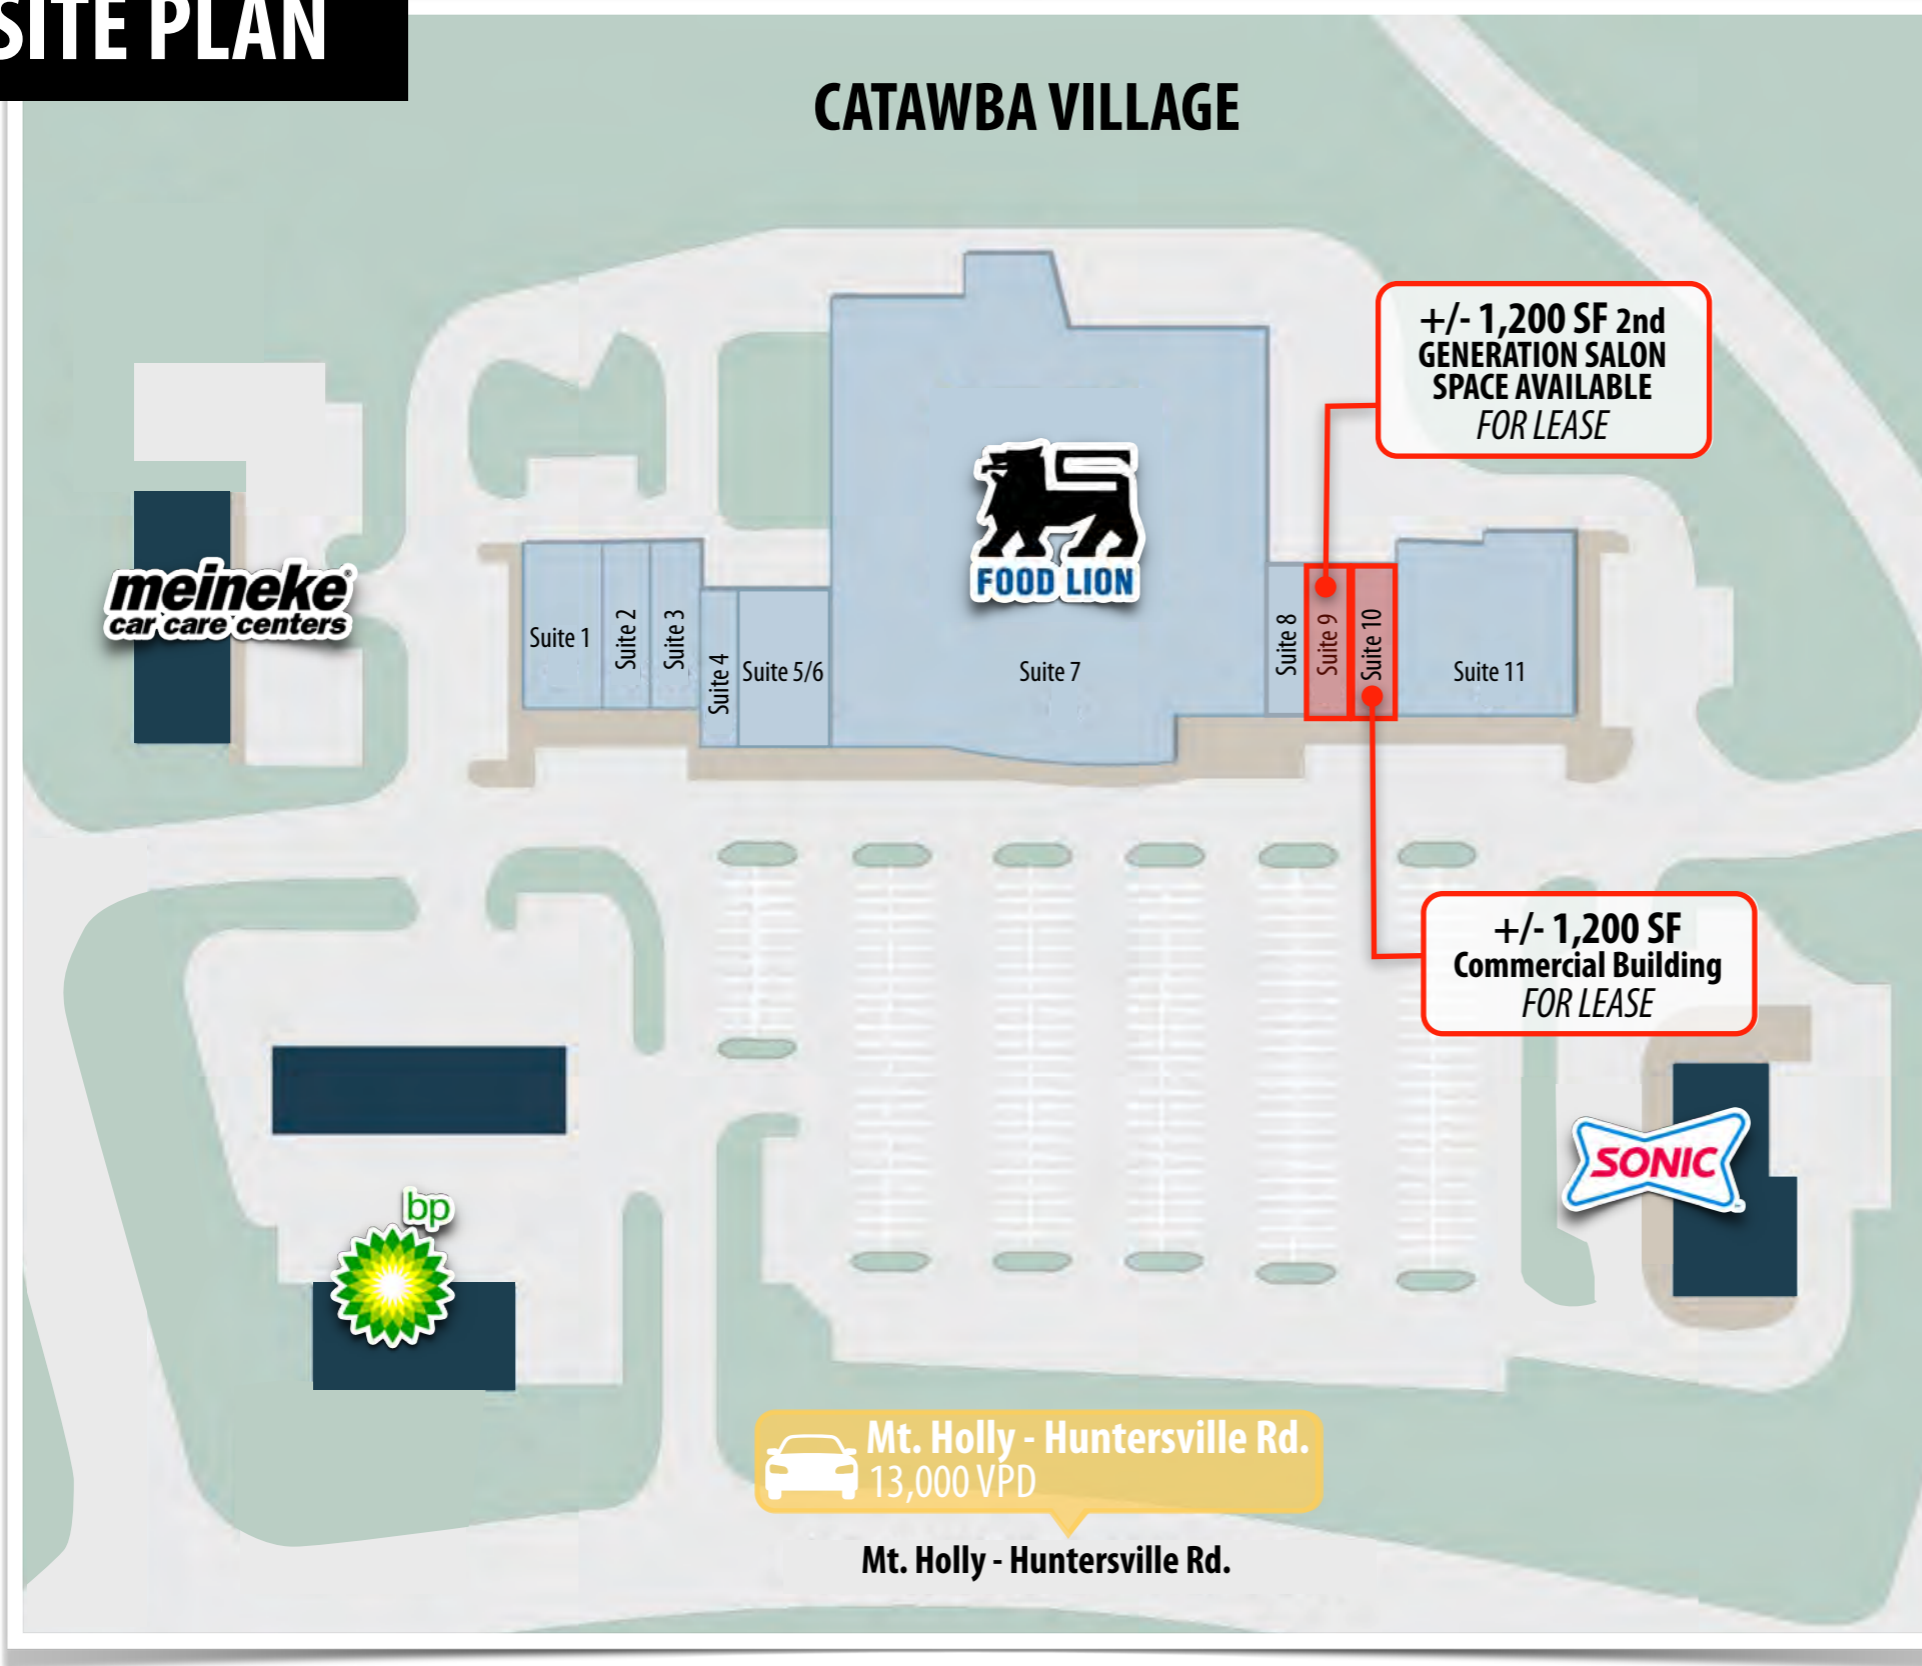 SITE PLAN
CATAWBA VILLAGE
+/- 1,200 SF 2nd
GENERATION SALON
SPACE AVAILABLE
FOR LEASE
FOOD LION
meineke®
car care centers
Suite 1
Suite 2
Suite 3
Suite 4
Suite 5/6
Suite 7
Suite 8
Suite 9
Suite 10
Suite 11
+/- 1,200 SF
Commercial Building
FOR LEASE
SONIC
bp
Mt. Holly - Huntersville Rd.
13,000 VPD
Mt. Holly - Huntersville Rd.